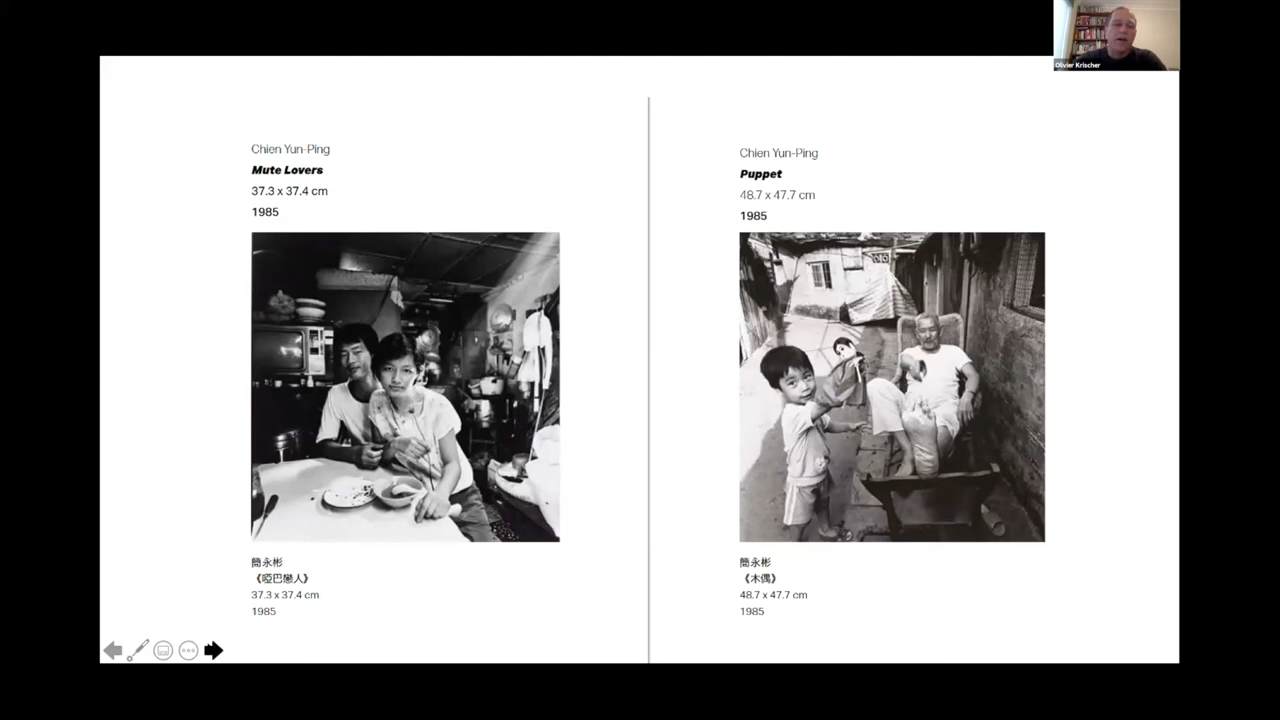 Olivier Krischer
Chien Yun-Ping
Mute Lovers
37.3 x 37.4 cm
1985
簡永彬
《啞巴戀人》
37.3 x 37.4 cm
1985
Chien Yun-Ping
Puppet
48.7 x 47.7 cm
1985
簡永彬
《木偶》
48.7 x 47.7 cm
1985